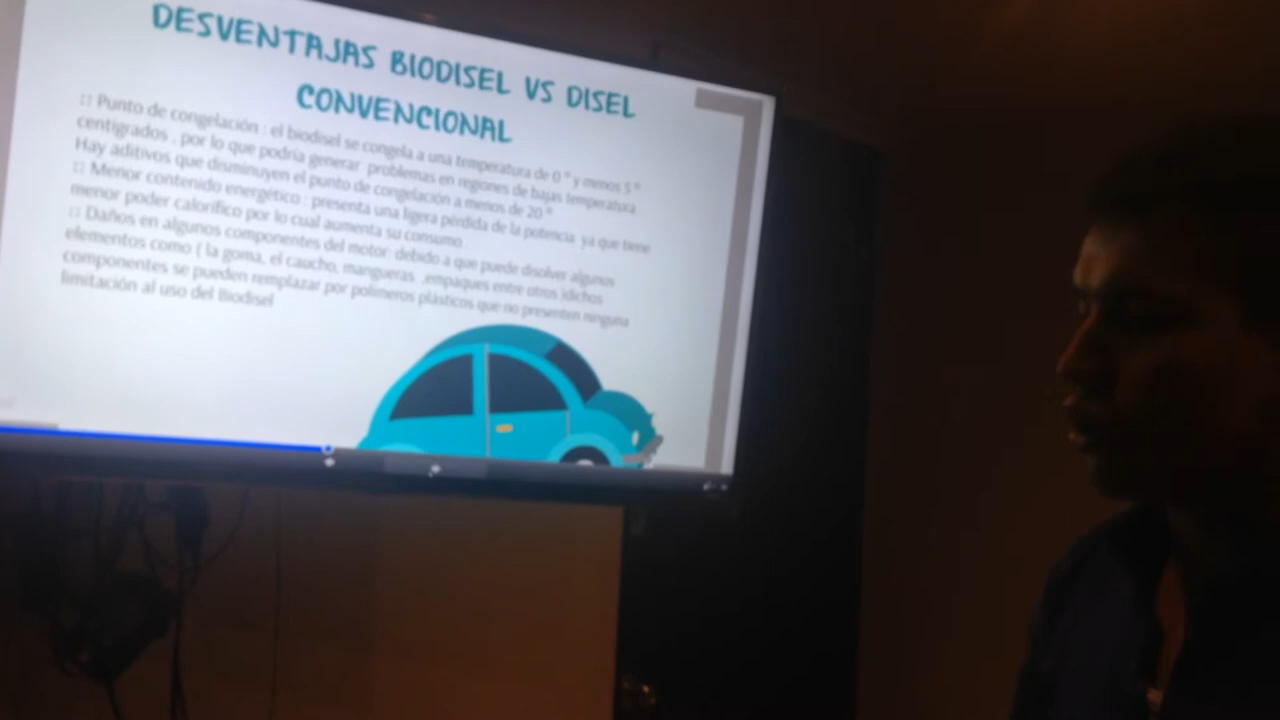 DESVENTAJAS BIODISEL VS DISEL
CONVENCIONAL
Punto de congelación : el biodisel se congela a una temperatura de 0 ° y menos 5 °
centigrados , por lo que podría generar problemas en regiones de bajas temperatura
Hay aditivos que disminuyen el punto de congelación a menos de 20 °
Menor contenido energético : presenta una ligera pérdida de la potencia ya que tiene
menor poder calorífico por lo cual aumenta su consumo
Daños en algunos componentes del motor: debido a que puede disolver algunos
elementos como ( la goma, el caucho, mangueras ,empaques entre otros )dichos
componentes se pueden remplazar por polimeros plásticos que no presenten ninguna
limitación al uso del Biodisel